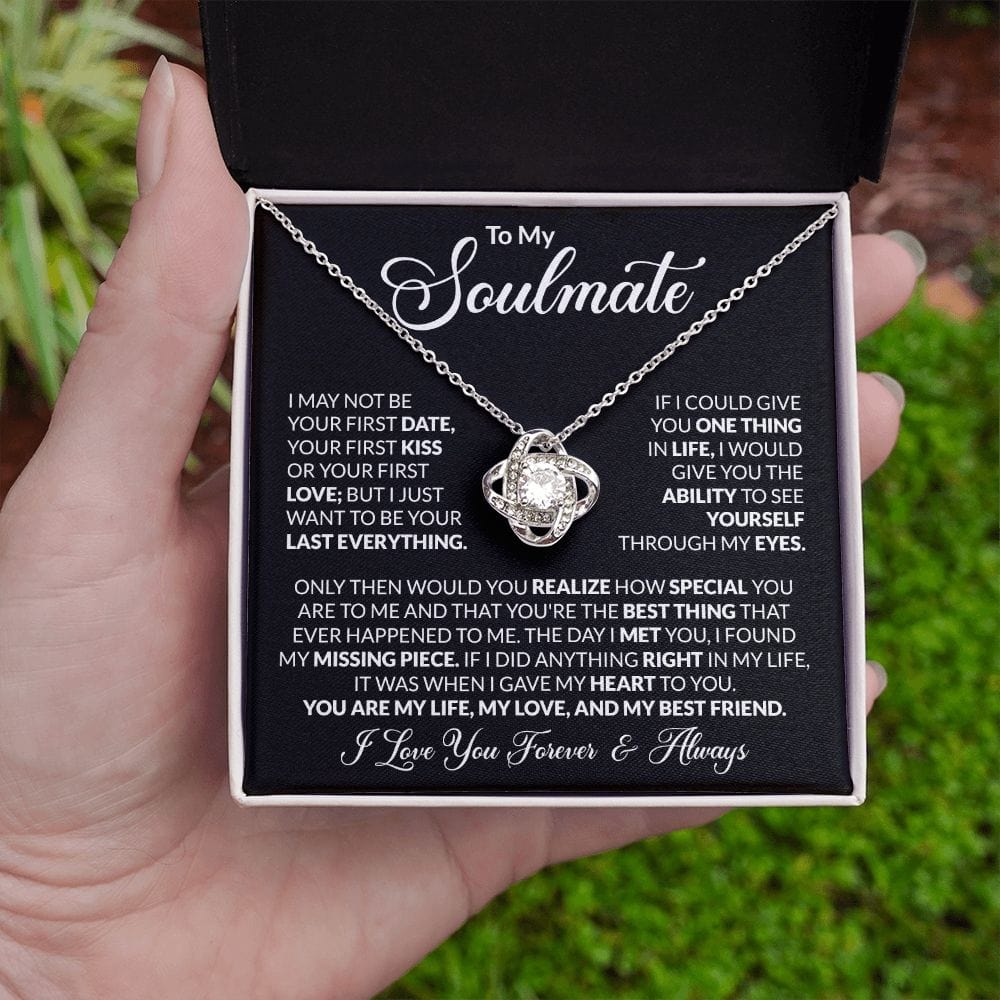 To My
Soulmate
I MAY NOT BE
YOUR FIRST DATE,
YOUR FIRST KISS
OR YOUR FIRST
LOVE; BUT I JUST
WANT TO BE YOUR
LAST EVERYTHING.
IF I COULD GIVE
YOU ONE THING
IN LIFE, I WOULD
GIVE YOU THE
ABILITY TO SEE
YOURSELF
THROUGH MY EYES.
ONLY THEN WOULD YOU REALIZE HOW SPECIAL YOU
ARE TO ME AND THAT YOU'RE THE BEST THING THAT
EVER HAPPENED TO ME. THE DAY I MET YOU, I FOUND
MY MISSING PIECE. IF I DID ANYTHING RIGHT IN MY LIFE,
IT WAS WHEN I GAVE MY HEART TO YOU.
YOU ARE MY LIFE, MY LOVE, AND MY BEST FRIEND.
I Love You Forever & Always